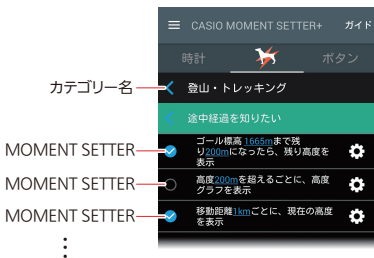 CASIO MOMENT SETTER+ ガイド
時計 ボタン
カテゴリー名
登山・トレッキング
途中経過を知りたい
MOMENT SETTER
ゴール標高 1665mまで残
り200mになったら、残り高度を
表示
MOMENT SETTER
高度200mを超えるごとに、高度
グラフを表示
MOMENT SETTER
移動距離1kmごとに、現在の高度
を表示